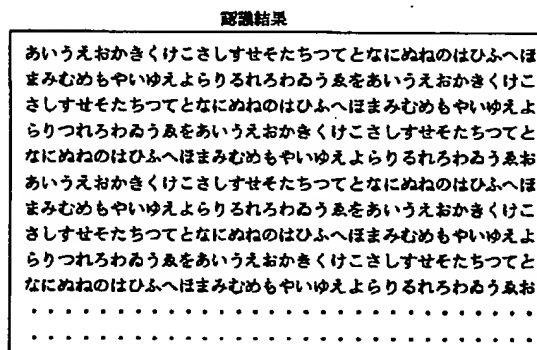 認識結果
あいうえおかきくけこさしすせそたちつてとなにぬねのはひふへほ
まみむめもやいゆえよらりるれろわゐうゑをあいうえおかきくけこ
さしすせそたちつてとなにぬねのはひふへほまみむめもやいゆえよ
らりつれろわゐうゑをあいうえおかきくけこさしすせそたちつてと
なにぬねのはひふへほまみむめもやいゆえよらりるれろわゐうゑお
あいうえおかきくけこさしすせそたちつてとなにぬねのはひふへほ
まみむめもやいゆえよらりるれろわゐうゑをあいうえおかきくけこ
さしすせそたちつてとなにぬねのはひふへほまみむめもやいゆえよ
らりつれろわゐうゑをあいうえおかきくけこさしすせそたちつてと
なにぬねのはひふへほまみむめもやいゆえよらりるれろわゐうゑお
・・・・・・・・・・・・・・・・・・・・・・・・・・・・・
・・・・・・・・・・・・・・・・・・・・・・・・・・・・・